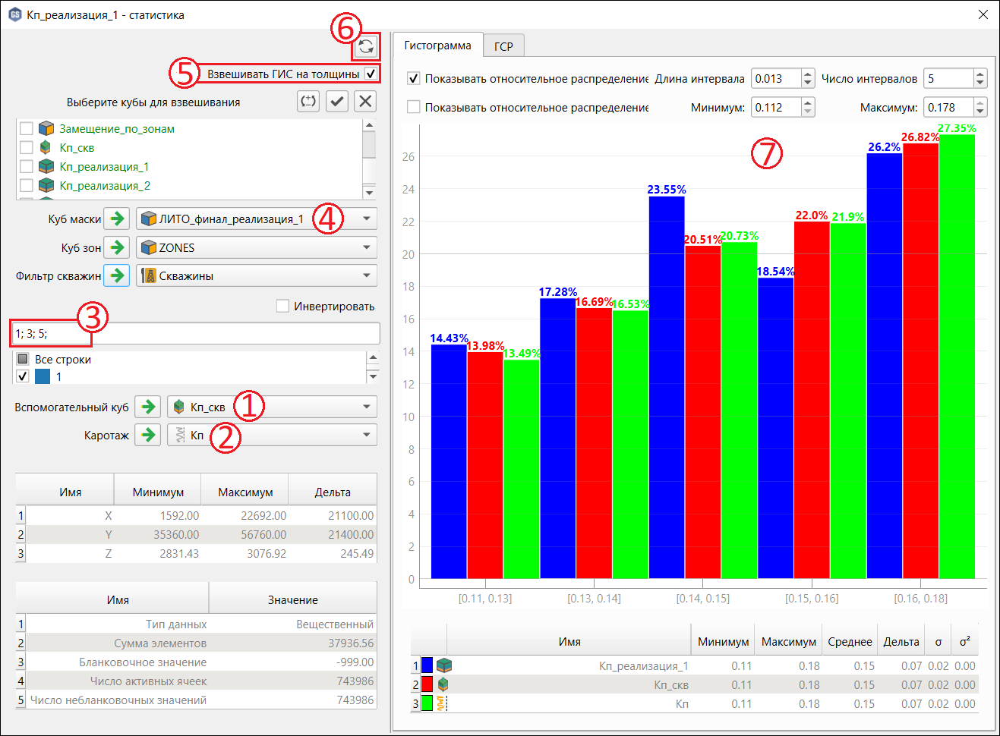 Кп_реализация_1 - статистика
6
5
Взвешивать ГИС на толщины
Выберите кубы для взвешивания
Замещение_по_зонам
Кп_скв
Кп_реализация_1
Кп_реализация_2
Куб маски
ЛИТО_финал_реализация_1
4
Куб зон
ZONES
Фильтр скважин
Скважины
Инвертировать
3
1; 3; 5;
Все строки
1
Вспомогательный куб
Кп_скв
1
Каротаж
Кп
2
Имя Минимум Максимум Дельта
1 X 1592.00 22692.00 21100.00
2 Y 35360.00 56760.00 21400.00
3 Z 2831.43 3076.92 245.49
Имя Значение
1 Тип данных Вещественный
2 Сумма элементов 37936.56
3 Бланковочное значение -999.00
4 Число активных ячеек 743986
5 Число небланковочных значений 743986
Гистограмма ГСР
Показывать относительное распределение Длина интервала 0.013 Число интервалов 5
Показывать относительное распределение Минимум: 0.112 Максимум: 0.178
7
26
24
22
20
18
16
14
12
10
8
6
4
2
0
14.43% 13.98% 13.49%
17.28% 16.69% 16.53%
23.55% 20.51% 20.73%
18.54% 22.0% 21.9%
26.2% 26.82% 27.35%
[0.11, 0.13] [0.13, 0.14] [0.14, 0.15] [0.15, 0.16] [0.16, 0.18]
Имя Минимум Максимум Среднее Дельта σ σ²
1 Кп_реализация_1 0.11 0.18 0.15 0.07 0.02 0.00
2 Кп_скв 0.11 0.18 0.15 0.07 0.02 0.00
3 Кп 0.11 0.18 0.15 0.07 0.02 0.00